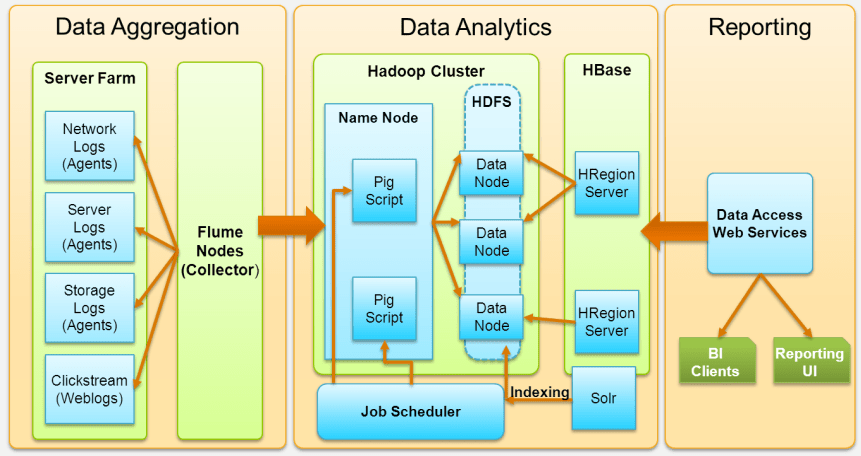 Data Aggregation
Server Farm
Network
Logs
(Agents)
Server
Logs
(Agents)
Storage
Logs
(Agents)
Clickstream
(Weblogs)
Flume
Nodes
(Collector)
Data Analytics
Hadoop Cluster
Name Node
Pig
Script
Pig
Script
HDFS
Data
Node
Data
Node
Data
Node
HBase
HRegion
Server
HRegion
Server
Job Scheduler
Indexing
Solr
Reporting
Data Access
Web Services
BI
Clients
Reporting
UI